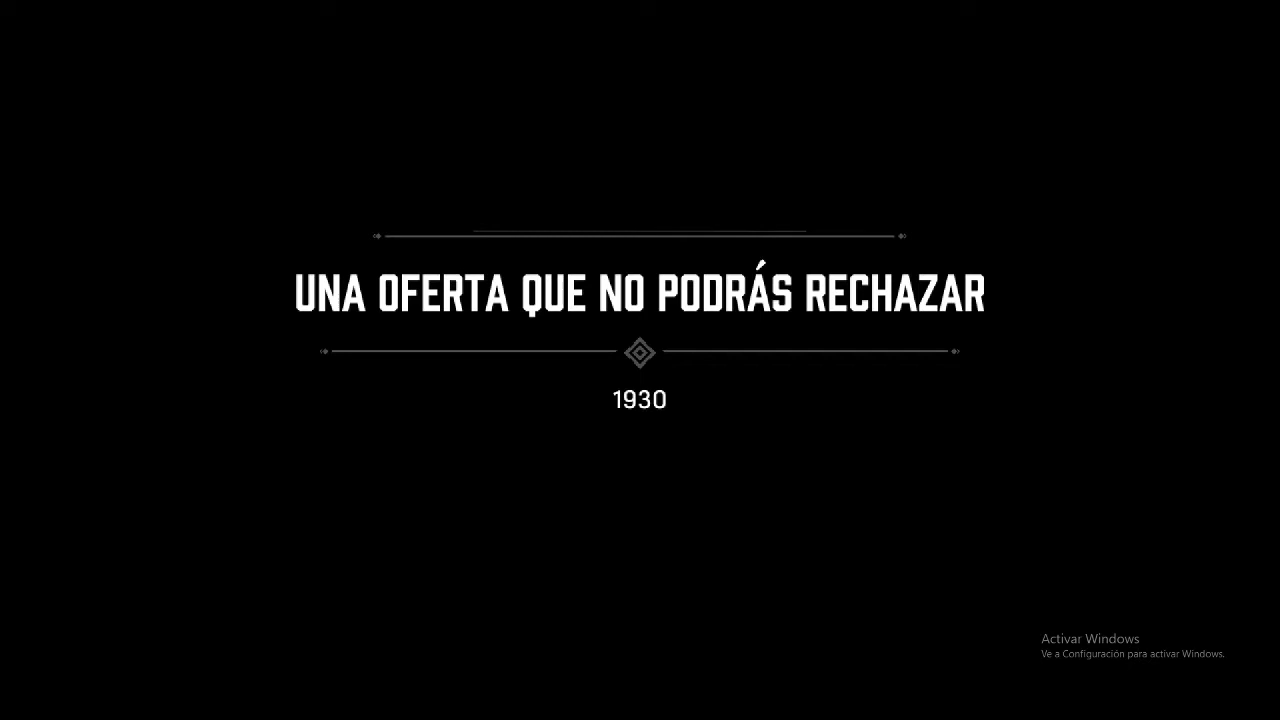 UNA OFERTA QUE NO PODRÁS RECHAZAR
1930
Activar Windows
Ve a Configuración para activar Windows.